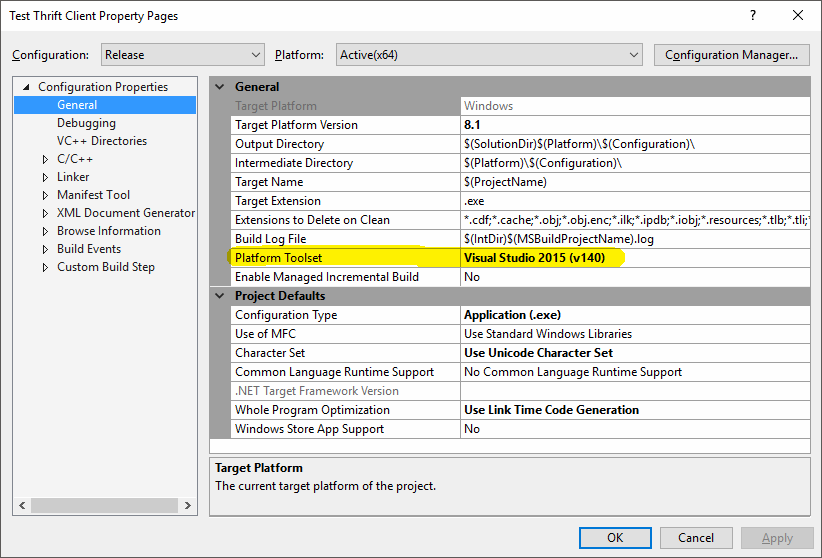 Test Thrift Client Property Pages
Configuration: Release Platform: Active(x64) Configuration Manager...
Configuration Properties
General
Debugging
VC++ Directories
C/C++
Linker
Manifest Tool
XML Document Generator
Browse Information
Build Events
Custom Build Step
General
Target Platform Windows
Target Platform Version 8.1
Output Directory $(SolutionDir)$(Platform)\$(Configuration)\
Intermediate Directory $(Platform)\$(Configuration)\
Target Name $(ProjectName)
Target Extension .exe
Extensions to Delete on Clean *.cdf;*.cache;*.obj;*.obj.enc;*.ilk;*.ipdb;*.iobj;*.resources;*.tlb;*.tli;*
Build Log File $(IntDir)$(MSBuildProjectName).log
Platform Toolset Visual Studio 2015 (v140)
Enable Managed Incremental Build No
Project Defaults
Configuration Type Application (.exe)
Use of MFC Use Standard Windows Libraries
Character Set Use Unicode Character Set
Common Language Runtime Support No Common Language Runtime Support
.NET Target Framework Version
Whole Program Optimization Use Link Time Code Generation
Windows Store App Support No
Target Platform
The current target platform of the project.
OK Cancel Apply